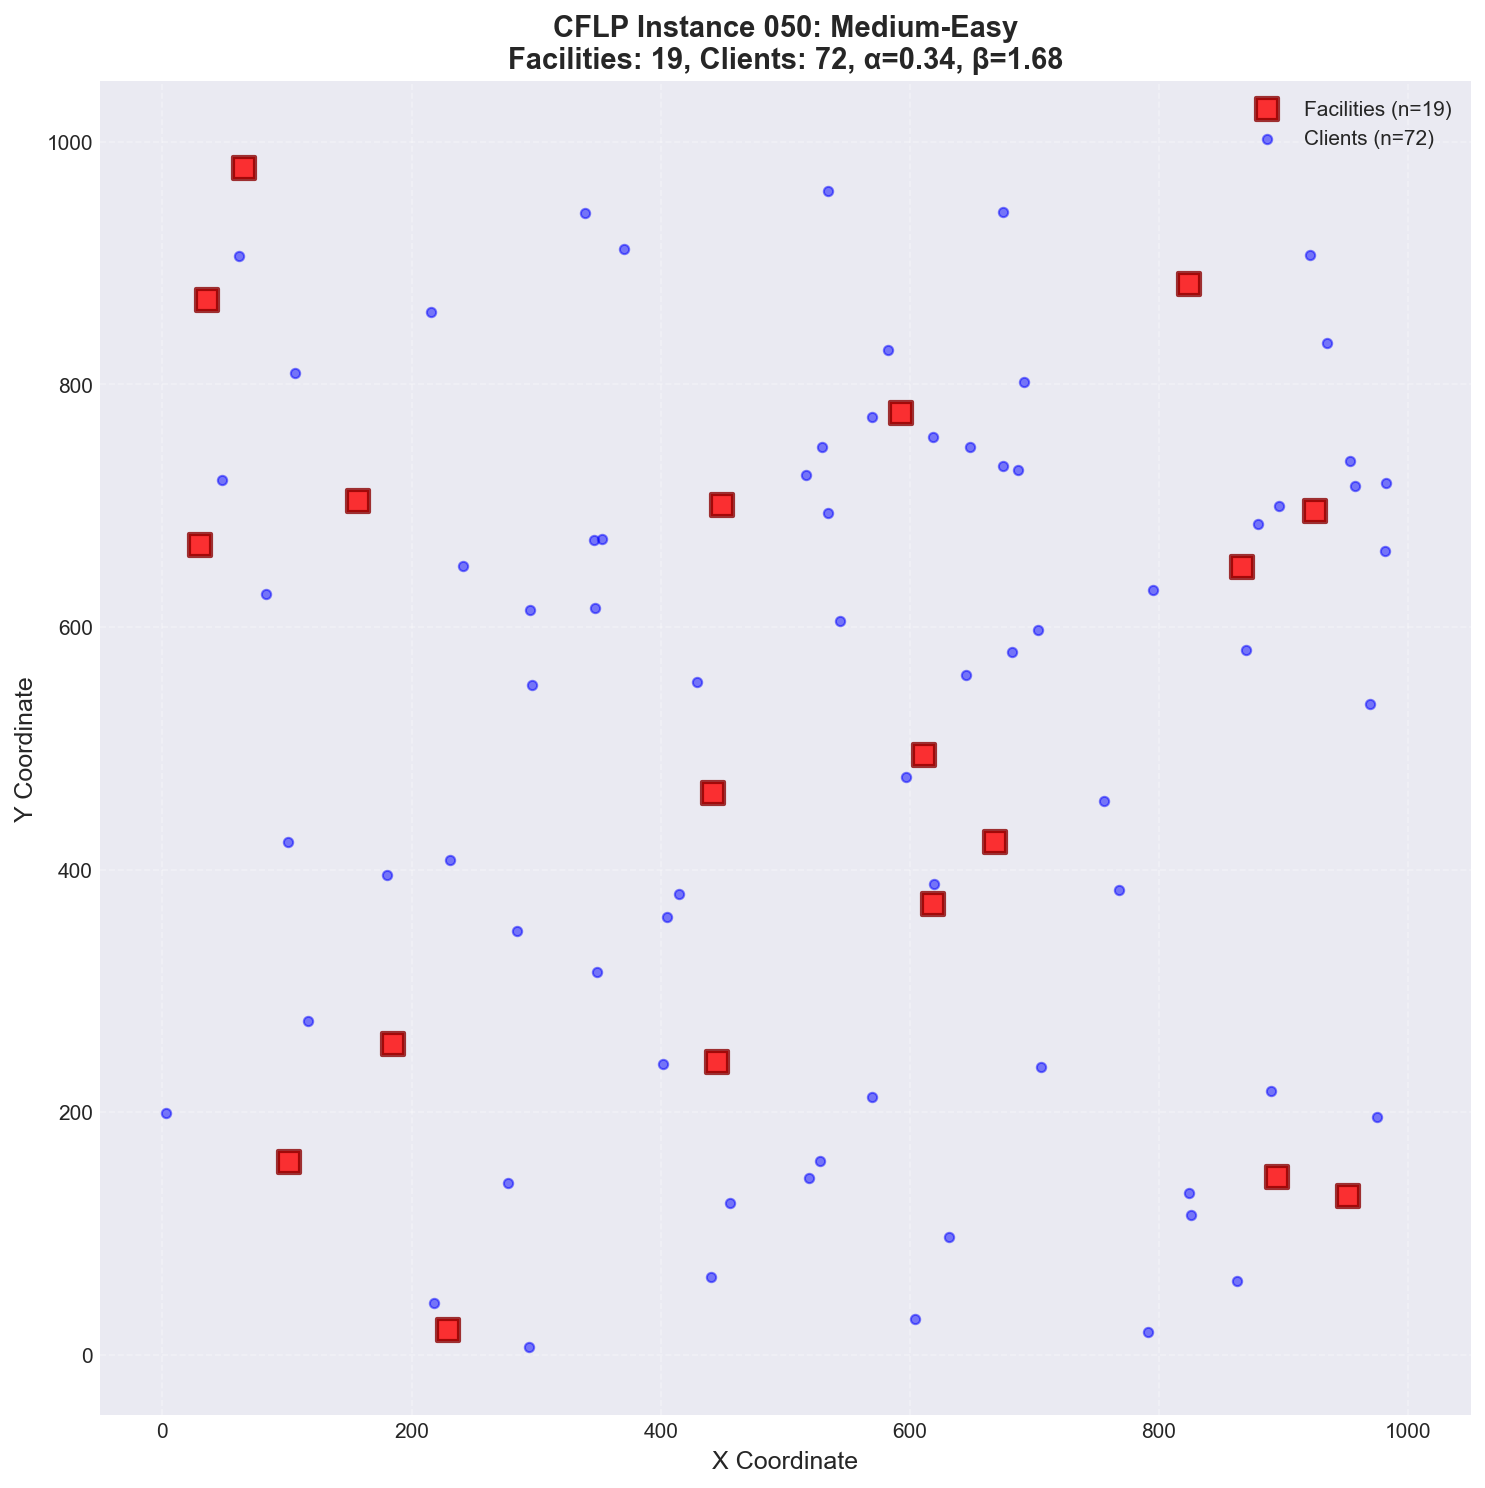 CFLP Instance 050: Medium-Easy
Facilities: 19, Clients: 72, α=0.34, β=1.68
Facilities (n=19)
Clients (n=72)
1000
800
600
400
200
0
Y Coordinate
0 200 400 600 800 1000
X Coordinate